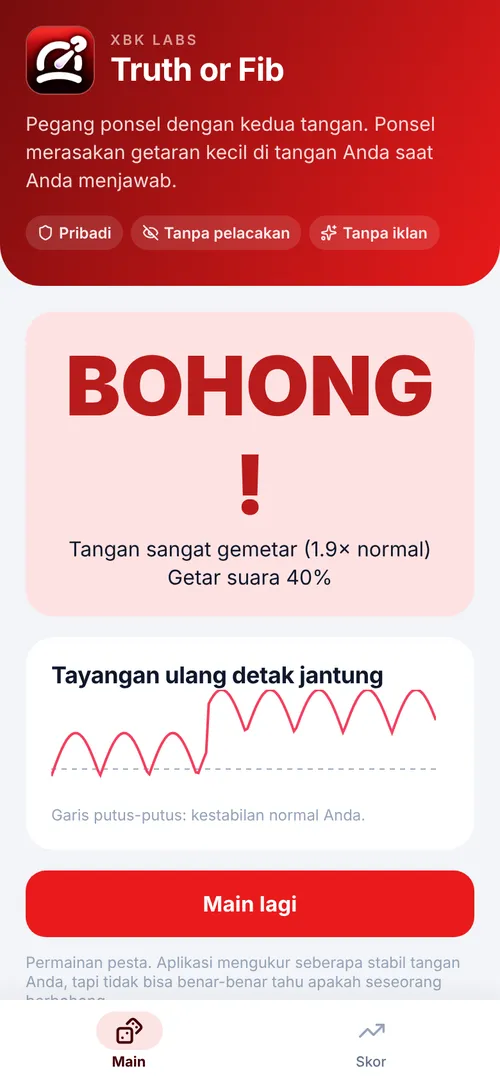 XBK LABS
Truth or Fib
Pegang ponsel dengan kedua tangan. Ponsel
merasakan getaran kecil di tangan Anda saat
Anda menjawab.
Pribadi
Tanpa pelacakan
Tanpa iklan
BOHONG
!
Tangan sangat gemetar (1.9× normal)
Getar suara 40%
Tayangan ulang detak jantung
Garis putus-putus: kestabilan normal Anda.
Main lagi
Permainan pesta. Aplikasi mengukur seberapa stabil tangan
Anda, tapi tidak bisa benar-benar tahu apakah seseorang
berbohong.
Main
Skor